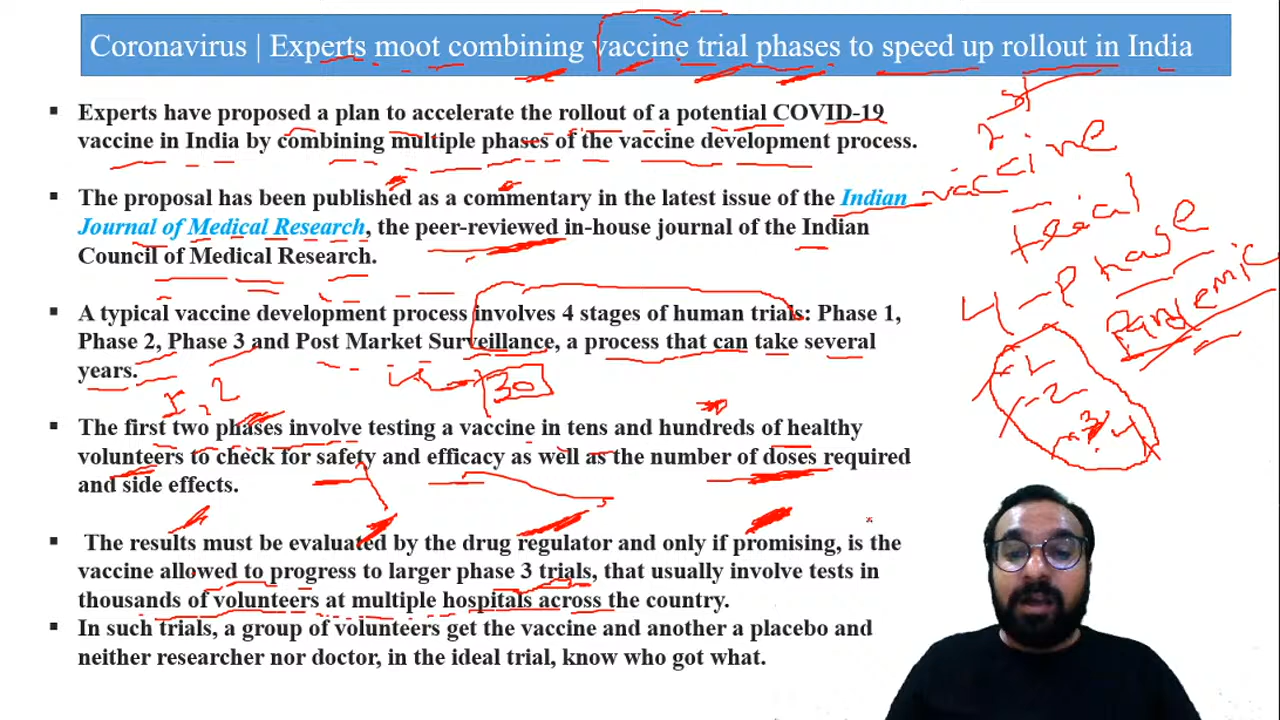 Coronavirus | Experts moot combining vaccine trial phases to speed up rollout in India
Experts have proposed a plan to accelerate the rollout of a potential COVID-19
vaccine in India by combining multiple phases of the vaccine development process.
The proposal has been published as a commentary in the latest issue of the Indian
Journal of Medical Research, the peer-reviewed in-house journal of the Indian
Council of Medical Research.
A typical vaccine development process involves 4 stages of human trials: Phase 1,
Phase 2, Phase 3 and Post Market Surveillance, a process that can take several
years.
The first two phases involve testing a vaccine in tens and hundreds of healthy
volunteers to check for safety and efficacy as well as the number of doses required
and side effects.
The results must be evaluated by the drug regulator and only if promising, is the
vaccine allowed to progress to larger phase 3 trials, that usually involve tests in
thousands of volunteers at multiple hospitals across the country.
In such trials, a group of volunteers get the vaccine and another a placebo and
neither researcher nor doctor, in the ideal trial, know who got what.
vaccine
4-Phase
Pandemic
-1
-2
-3
-4
30
1, 2